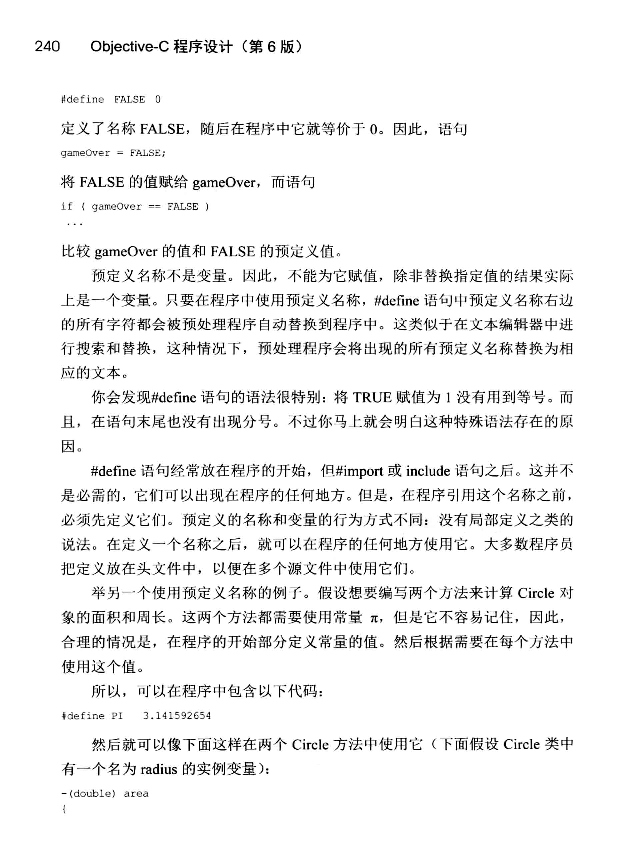 240 Objective-C 程序设计（第 6 版）
#define FALSE 0
定义了名称 FALSE，随后在程序中它就等价于 0。因此，语句
gameOver = FALSE;
将 FALSE 的值赋给 gameOver，而语句
if ( gameOver == FALSE )
...
比较 gameOver 的值和 FALSE 的预定义值。
预定义名称不是变量。因此，不能为它赋值，除非替换指定值的结果实际
上是一个变量。只要在程序中使用预定义名称，#define 语句中预定义名称右边
的所有字符都会被预处理程序自动替换到程序中。这类似于在文本编辑器中进
行搜索和替换，这种情况下，预处理程序会将出现的所有预定义名称替换为相
应的文本。
你会发现#define 语句的语法很特别：将 TRUE 赋值为 1 没有用到等号。而
且，在语句末尾也没有出现分号。不过你马上就会明白这种特殊语法存在的原
因。
#define 语句经常放在程序的开始，但#import 或 include 语句之后。这并不
是必需的，它们可以出现在程序的任何地方。但是，在程序引用这个名称之前，
必须先定义它们。预定义的名称和变量的行为方式不同：没有局部定义之类的
说法。在定义一个名称之后，就可以在程序的任何地方使用它。大多数程序员
把定义放在头文件中，以便在多个源文件中使用它们。
举另一个使用预定义名称的例子。假设想要编写两个方法来计算 Circle 对
象的面积和周长。这两个方法都需要使用常量 π，但是它不容易记住，因此，
合理的情况是，在程序的开始部分定义常量的值。然后根据需要在每个方法中
使用这个值。
所以，可以在程序中包含以下代码：
#define PI 3.141592654
然后就可以像下面这样在两个 Circle 方法中使用它（下面假设 Circle 类中
有一个名为 radius 的实例变量）：
-(double) area
{